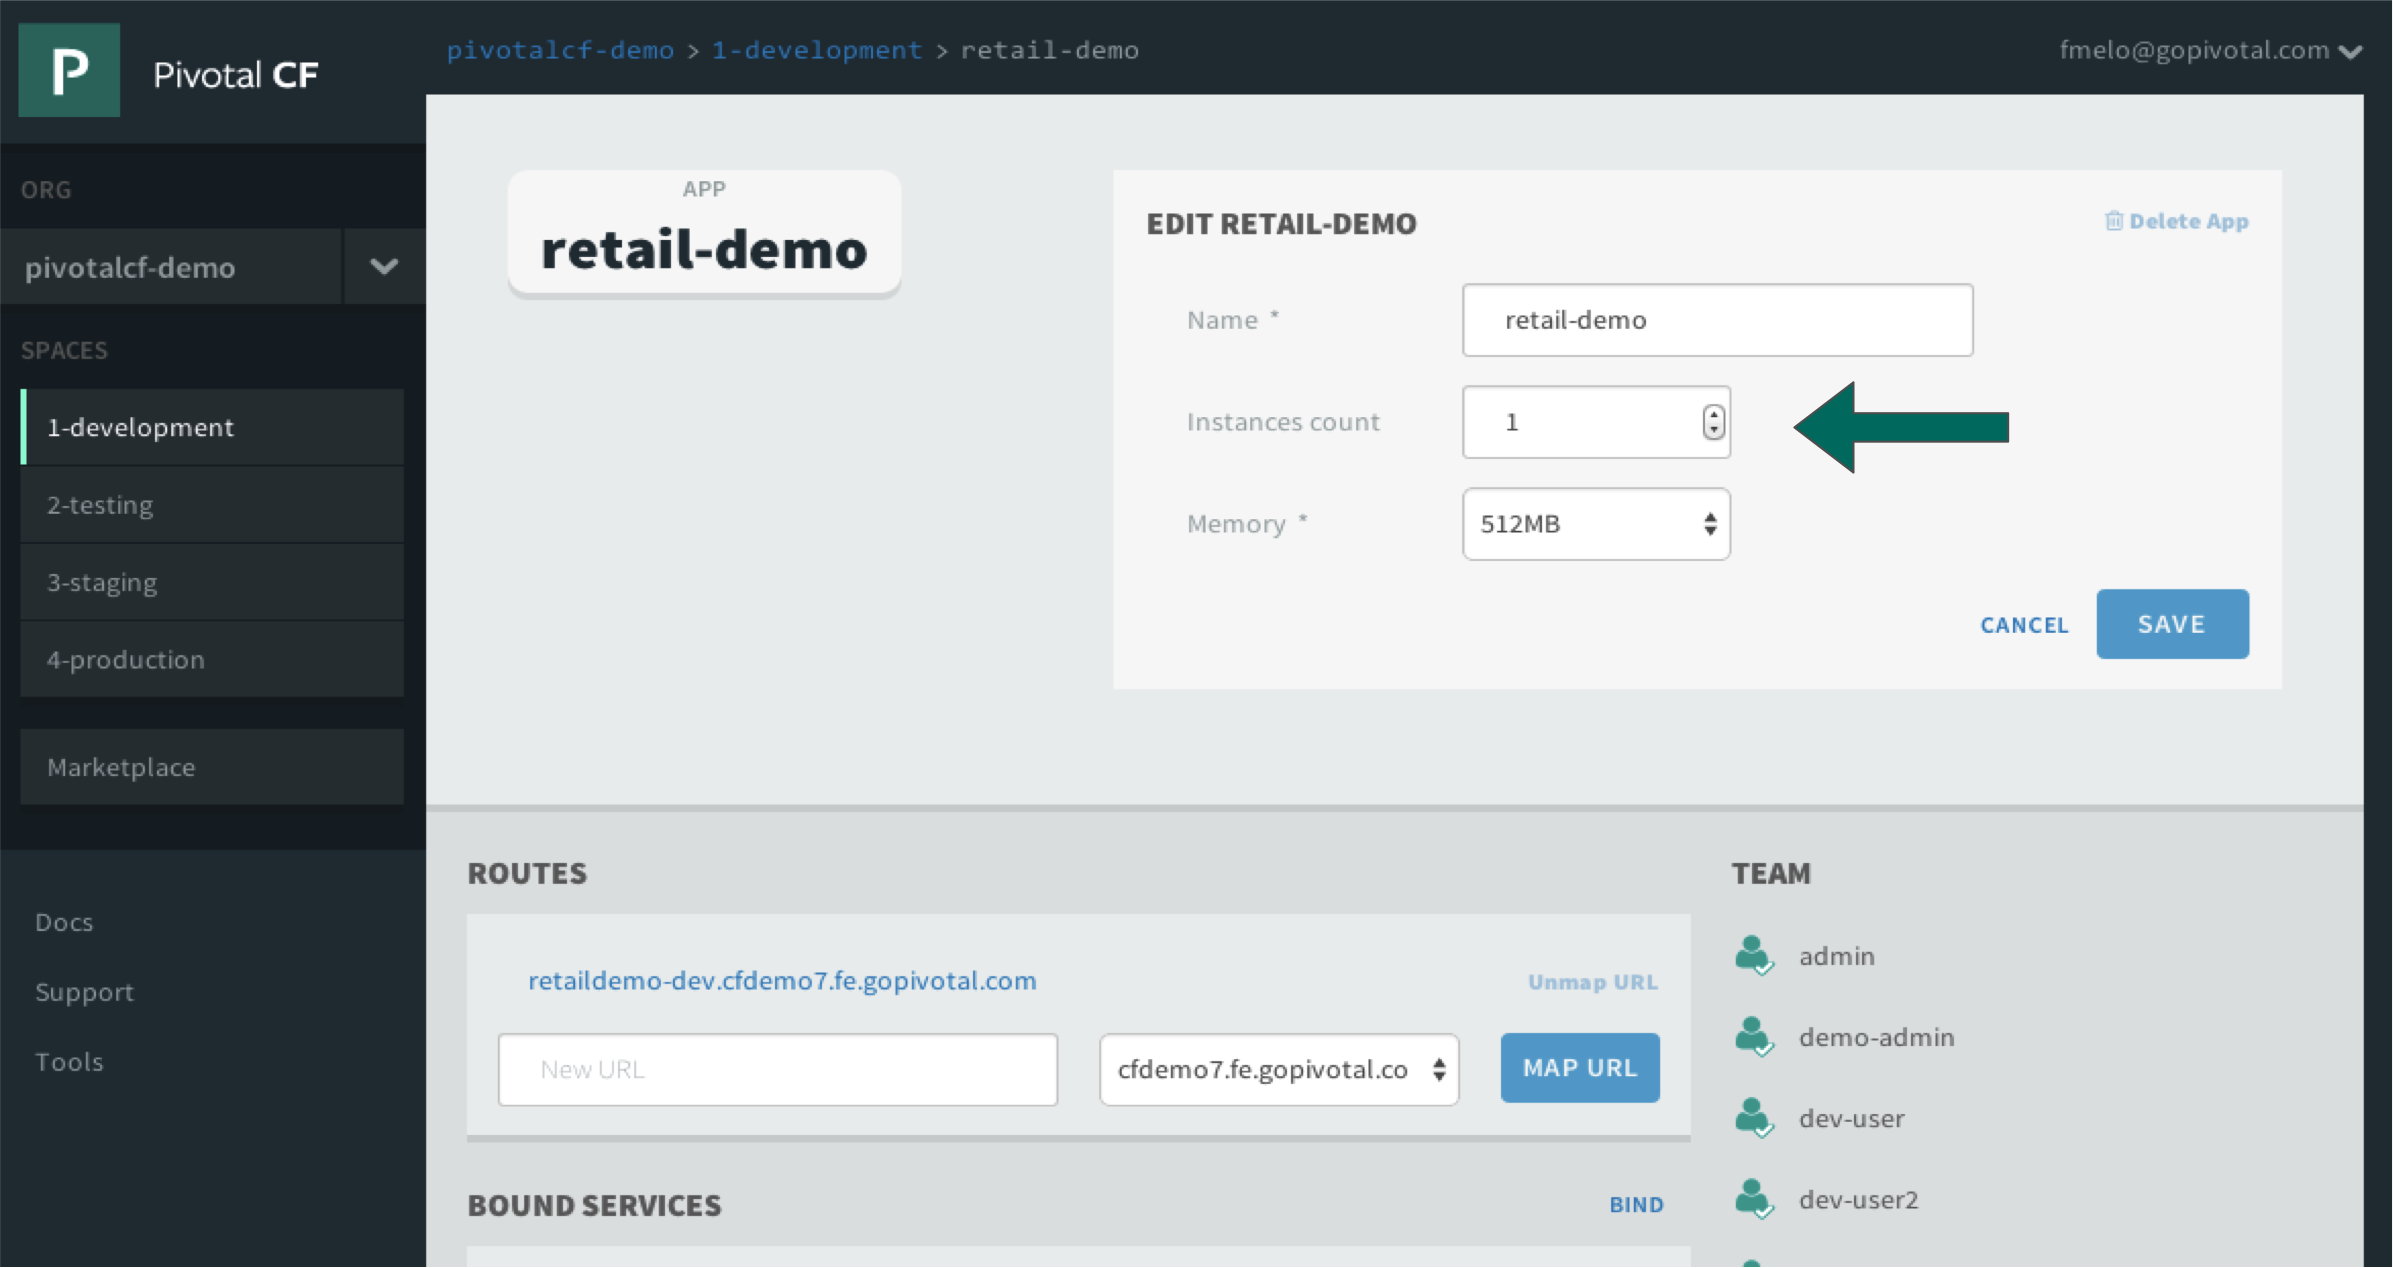 P
Pivotal CF
pivotalcf-demo > 1-development > retail-demo
fmelo@gopivotal.com
ORG
pivotalcf-demo
SPACES
1-development
2-testing
3-staging
4-production
Marketplace
Docs
Support
Tools
APP
retail-demo
EDIT RETAIL-DEMO
Delete App
Name * retail-demo
Instances count 1
Memory * 512MB
CANCEL SAVE
ROUTES
retaildemo-dev.cfdemo7.fe.gopivotal.com Unmap URL
New URL cfdemo7.fe.gopivotal.co MAP URL
BOUND SERVICES BIND
TEAM
admin
demo-admin
dev-user
dev-user2